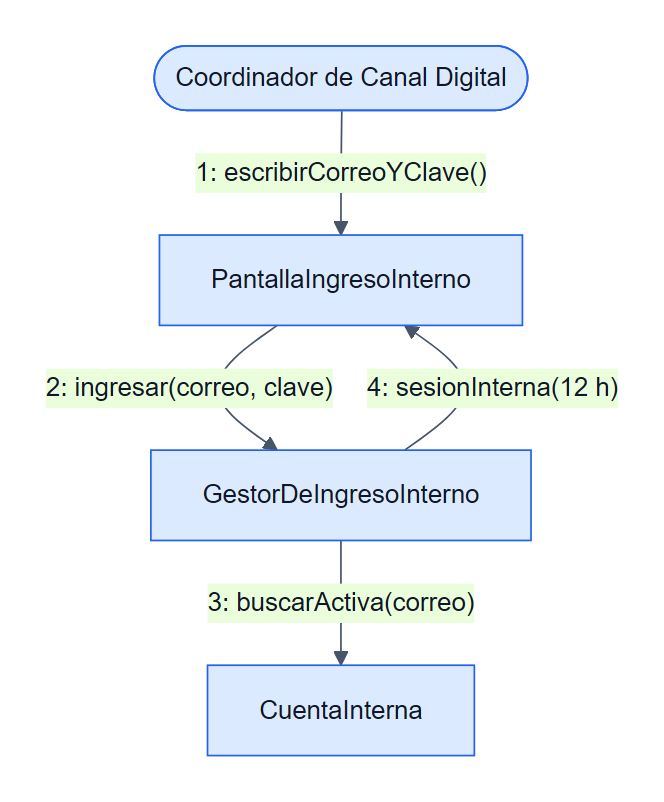 Coordinador de Canal Digital
1: escribirCorreoYClave()
PantallaIngresoInterno
2: ingresar(correo, clave)
4: sesionInterna(12 h)
GestorDeIngresoInterno
3: buscarActiva(correo)
CuentaInterna